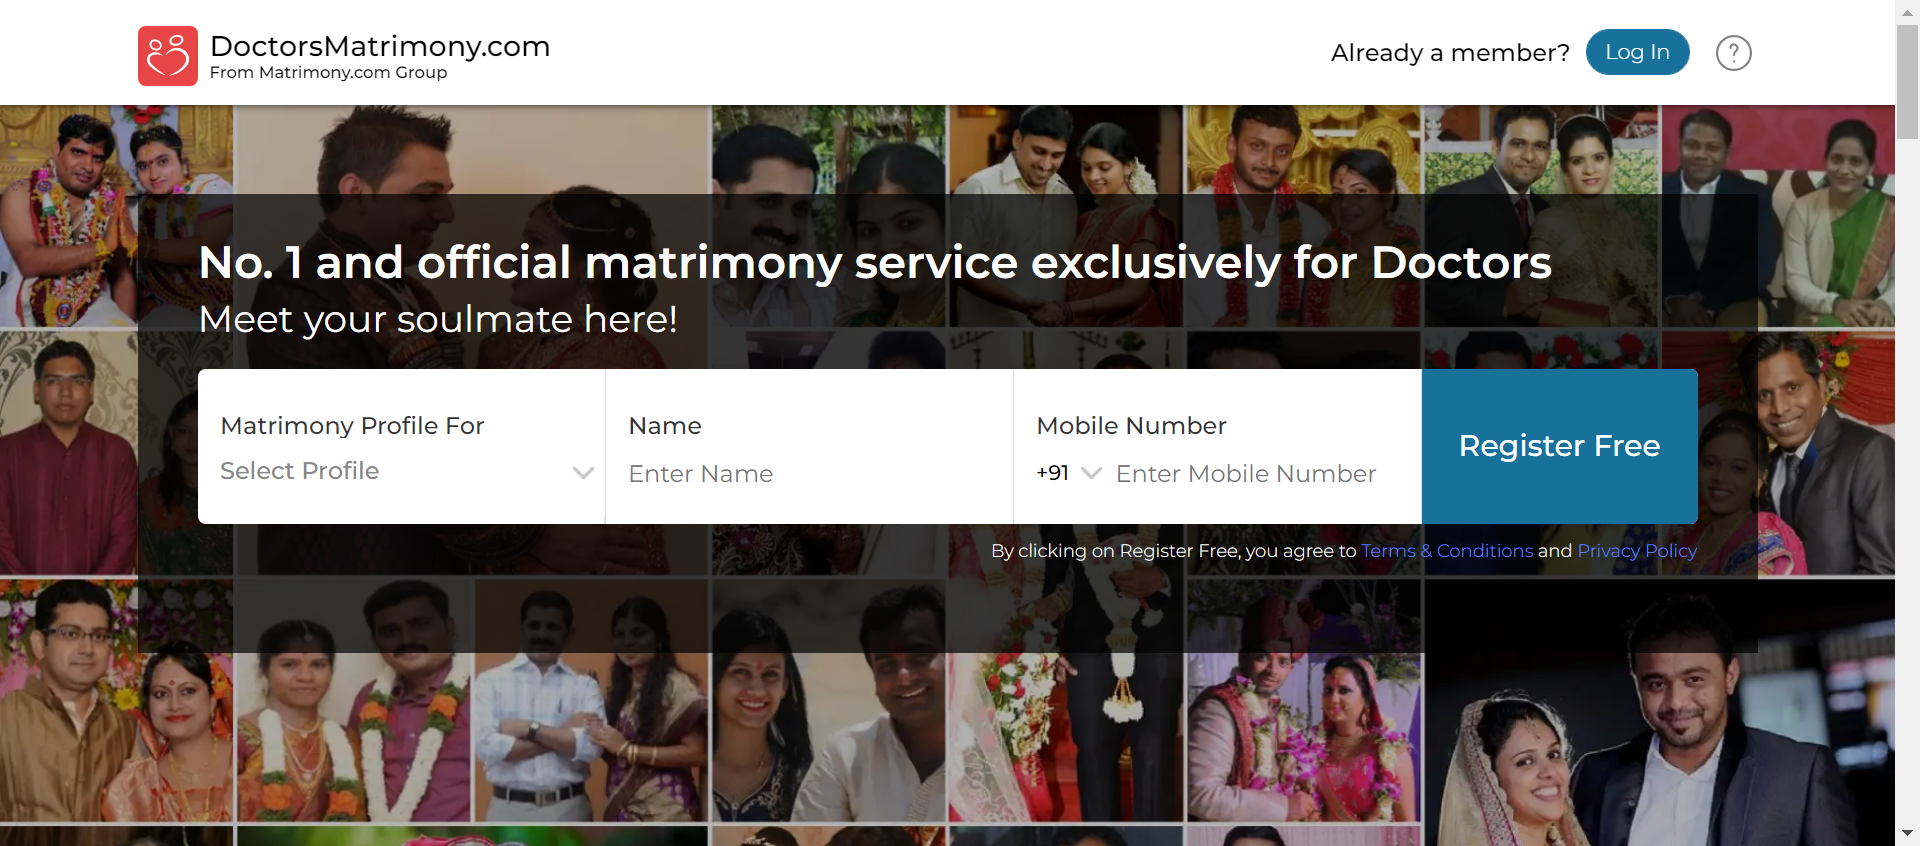 DoctorsMatrimony.com
From Matrimony.com Group
Already a member?
Log In
?
No. 1 and official matrimony service exclusively for Doctors
Meet your soulmate here!
Matrimony Profile For
Select Profile
Name
Enter Name
Mobile Number
+91
Enter Mobile Number
Register Free
By clicking on Register Free, you agree to Terms & Conditions and Privacy Policy